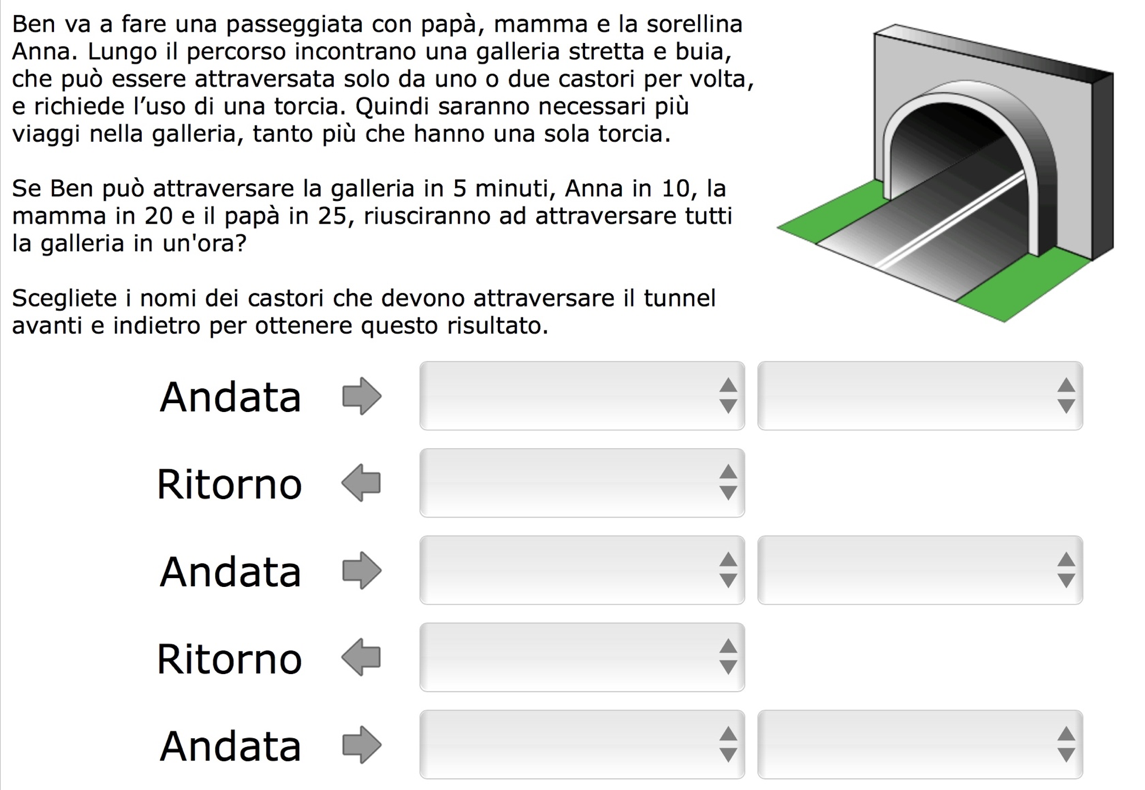 Ben va a fare una passeggiata con papà, mamma e la sorellina
Anna. Lungo il percorso incontrano una galleria stretta e buia,
che può essere attraversata solo da uno o due castori per volta,
e richiede l’uso di una torcia. Quindi saranno necessari più
viaggi nella galleria, tanto più che hanno una sola torcia.
Se Ben può attraversare la galleria in 5 minuti, Anna in 10, la
mamma in 20 e il papà in 25, riusciranno ad attraversare tutti
la galleria in un'ora?
Scegliete i nomi dei castori che devono attraversare il tunnel
avanti e indietro per ottenere questo risultato.
Andata
Ritorno
Andata
Ritorno
Andata